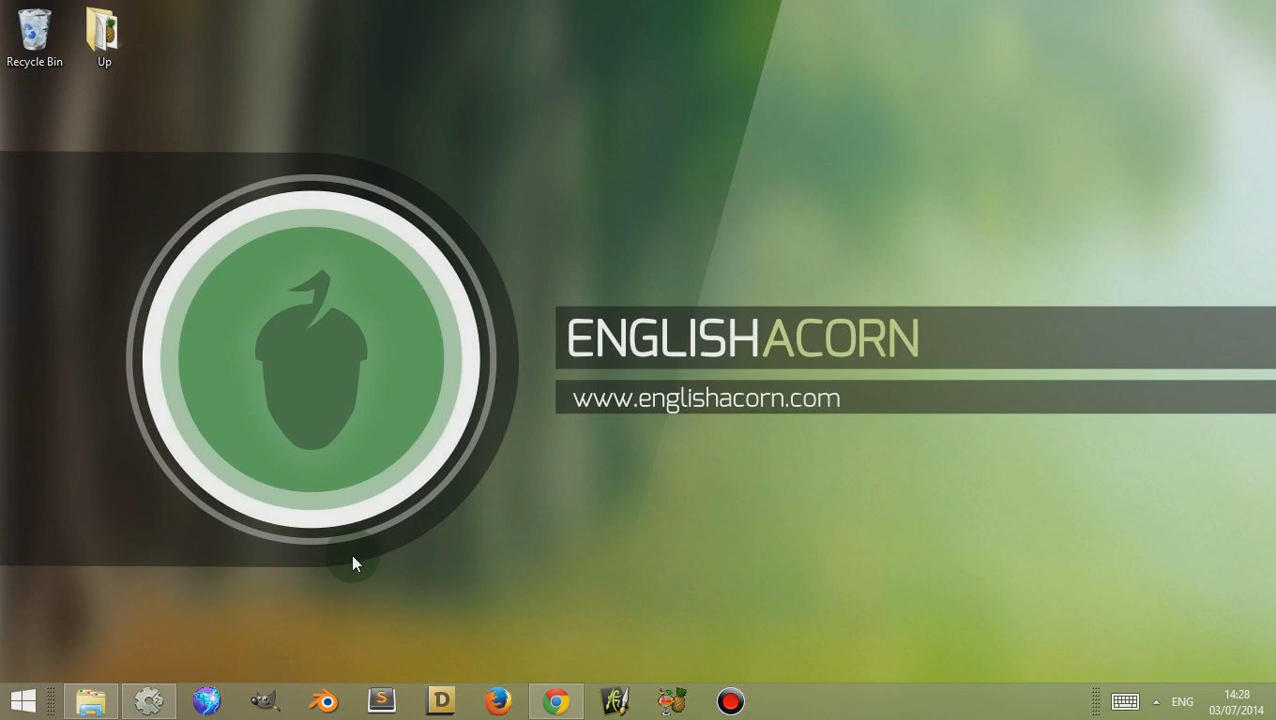 Recycle Bin
Up
ENGLISHACORN
www.englishacorn.com
S
D
ENG
14:28
03/07/2014